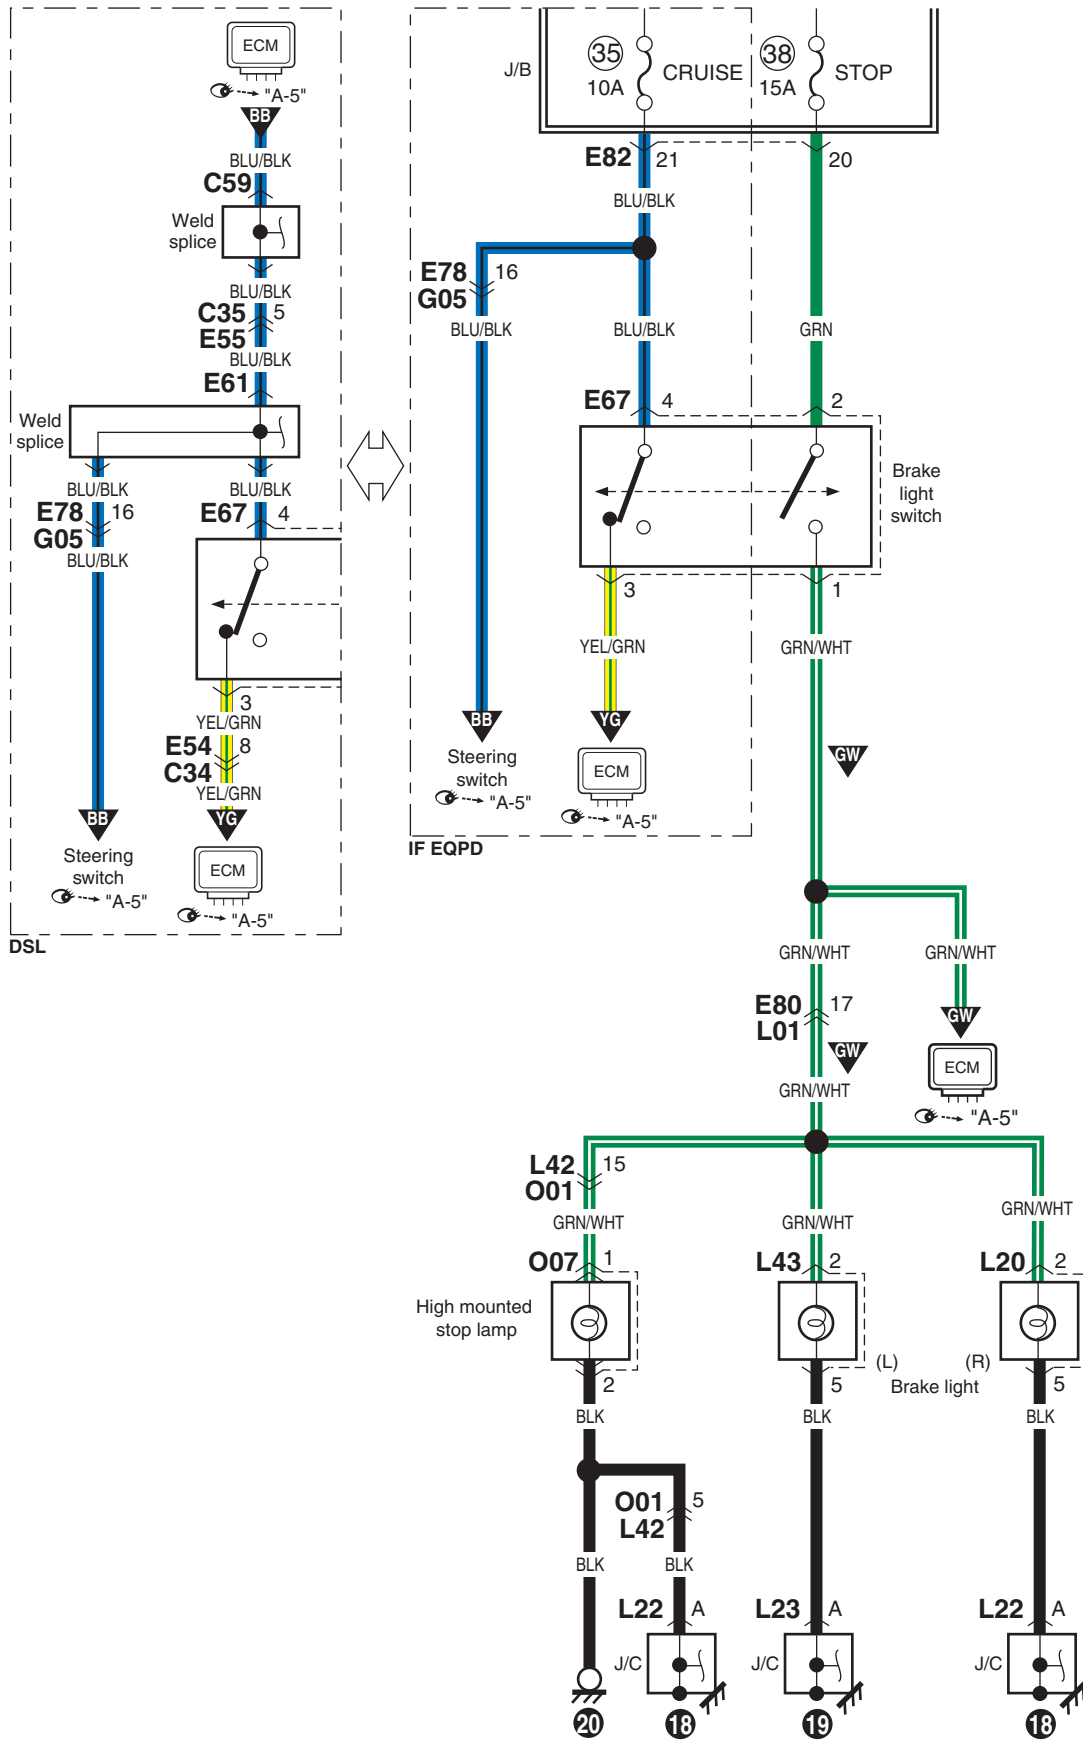 ECM
"A-5"
BB
BLU/BLK
C59
Weld
splice
BLU/BLK
C35 5
E55
BLU/BLK
E61
Weld
splice
BLU/BLK
BLU/BLK
E78 16
G05
E67 4
BLU/BLK
3
YEL/GRN
E54 8
C34
YEL/GRN
BB
YG
Steering
switch
"A-5"
ECM
"A-5"
DSL
J/B
35
10A
CRUISE
38
15A
STOP
E82 21
20
BLU/BLK
E78 16
G05
BLU/BLK
BLU/BLK
GRN
E67 4
2
Brake
light
switch
3
1
YEL/GRN
GRN/WHT
BB
YG
GW
Steering
switch
"A-5"
ECM
"A-5"
IF EQPD
GRN/WHT
GRN/WHT
E80 17
L01
GW
GW
ECM
"A-5"
GRN/WHT
L42 15
O01
GRN/WHT
GRN/WHT
GRN/WHT
O07 1
L43 2
L20 2
High mounted
stop lamp
(L)
(R)
Brake light
2
5
5
BLK
BLK
BLK
O01 5
L42
BLK
BLK
L22 A
L23 A
L22 A
J/C
J/C
J/C
20
18
19
18